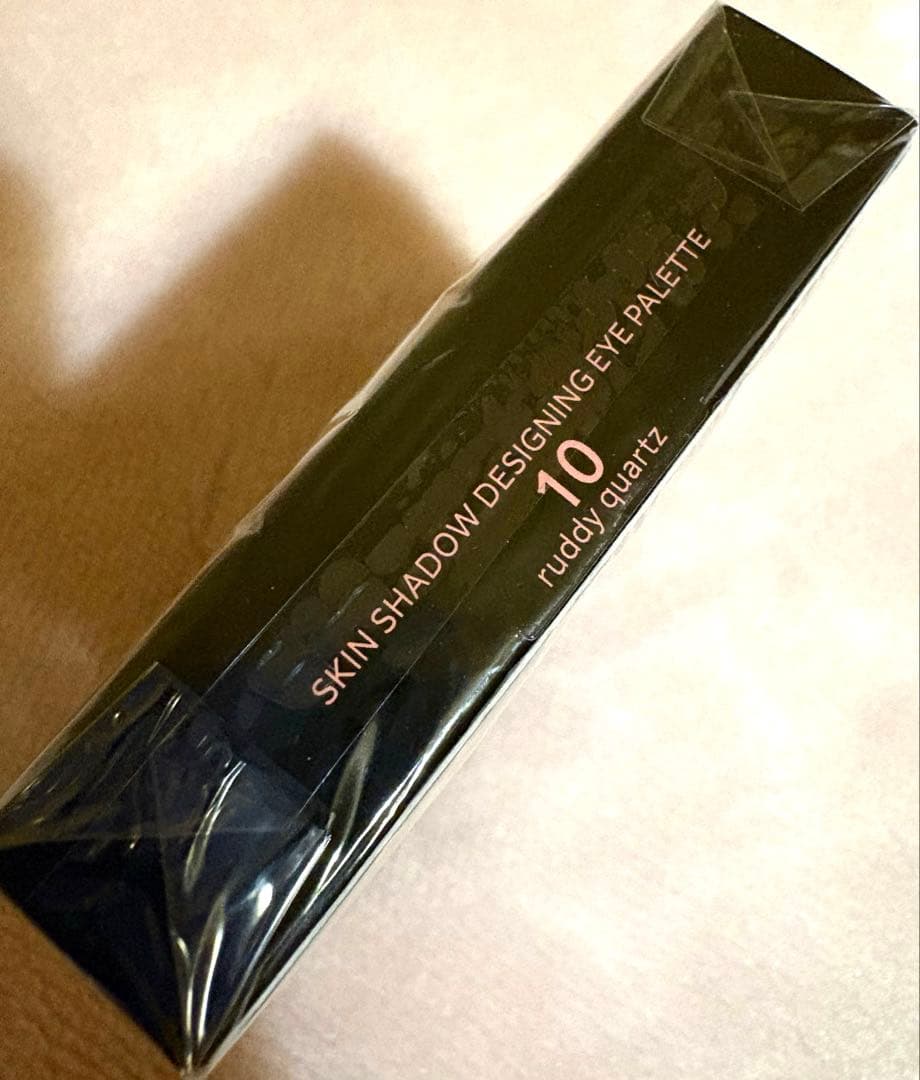 SKIN SHADOW DESIGNING EYE PALETTE
10
ruddy quartz